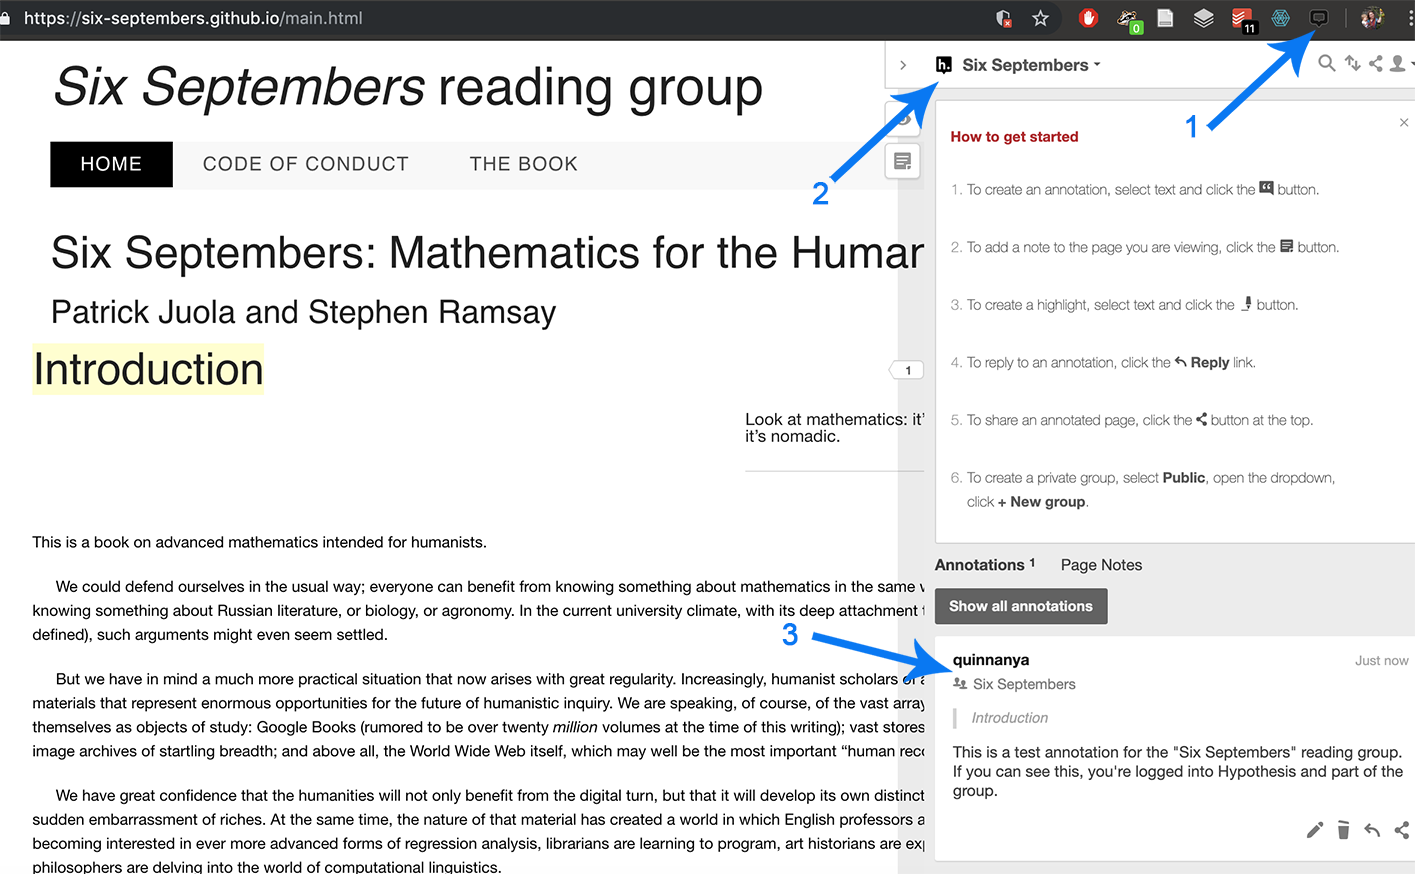 https://six-septembers.github.io/main.html
0
11
1
Six Septembers reading group
h. Six Septembers
2
HOME CODE OF CONDUCT THE BOOK
How to get started
1. To create an annotation, select text and click the button.
2. To add a note to the page you are viewing, click the button.
3. To create a highlight, select text and click the button.
4. To reply to an annotation, click the Reply link.
5. To share an annotated page, click the button at the top.
6. To create a private group, select Public, open the dropdown,
click + New group.
Six Septembers: Mathematics for the Human
Patrick Juola and Stephen Ramsay
Introduction
1
Look at mathematics: it'
it's nomadic.
This is a book on advanced mathematics intended for humanists.
We could defend ourselves in the usual way; everyone can benefit from knowing something about mathematics in the same
knowing something about Russian literature, or biology, or agronomy. In the current university climate, with its deep attachment
defined), such arguments might even seem settled.
But we have in mind a much more practical situation that now arises with great regularity. Increasingly, humanist scholars of
materials that represent enormous opportunities for the future of humanistic inquiry. We are speaking, of course, of the vast array
themselves as objects of study: Google Books (rumored to be over twenty million volumes at the time of this writing); vast stores
image archives of startling breadth; and above all, the World Wide Web itself, which may well be the most important “human reco
We have great confidence that the humanities will not only benefit from the digital turn, but that it will develop its own distinct
sudden embarrassment of riches. At the same time, the nature of that material has created a world in which English professors a
becoming interested in ever more advanced forms of regression analysis, librarians are learning to program, art historians are exp
philosophers are delving into the world of computational linguistics.
Annotations 1 Page Notes
Show all annotations
3
quinnanya Just now
Six Septembers
Introduction
This is a test annotation for the "Six Septembers" reading group.
If you can see this, you're logged into Hypothesis and part of the
group.